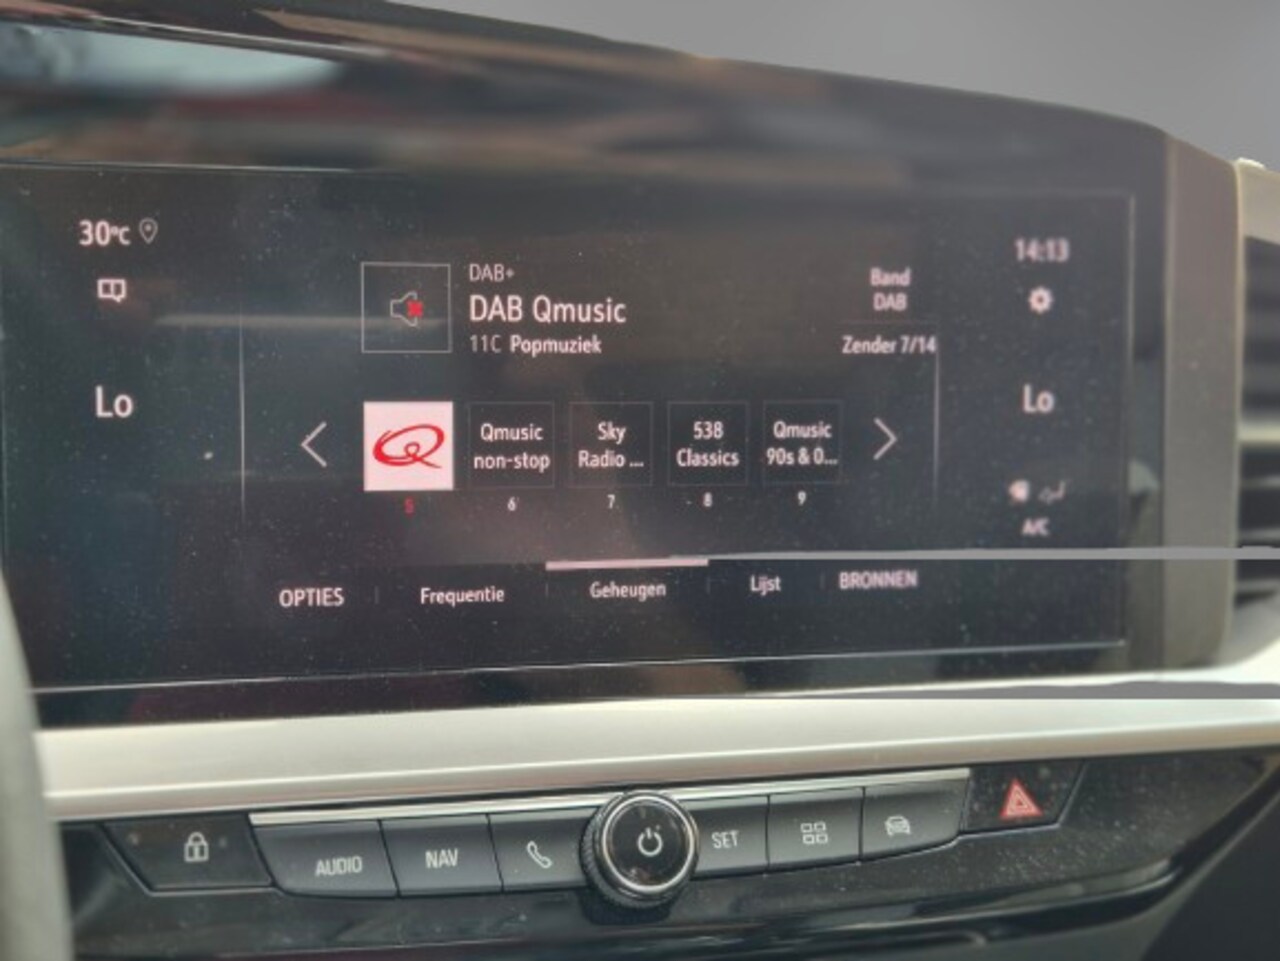 30°C
14:13
DAB+
DAB Qmusic
11C Popmuziek
Band
DAB
Zender 7/14
Lo
Lo
Q
Qmusic
non-stop
Sky
Radio ...
538
Classics
Qmusic
90s & 0...
5
6
7
8
9
A/C
OPTIES
Frequentie
Geheugen
Lijst
BRONNEN
AUDIO
NAV
SET